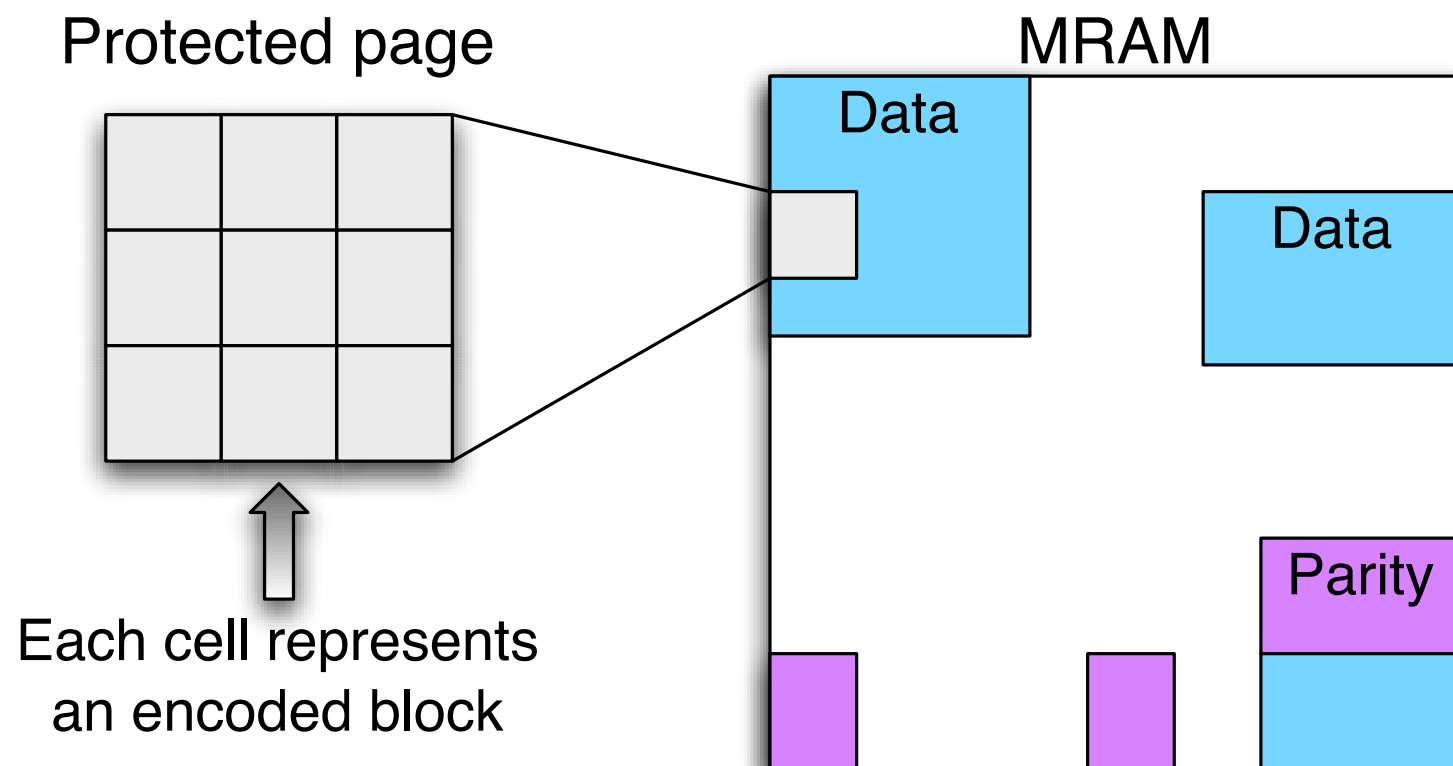 Protected page
MRAM
Data
Data
Parity
Each cell represents
an encoded block